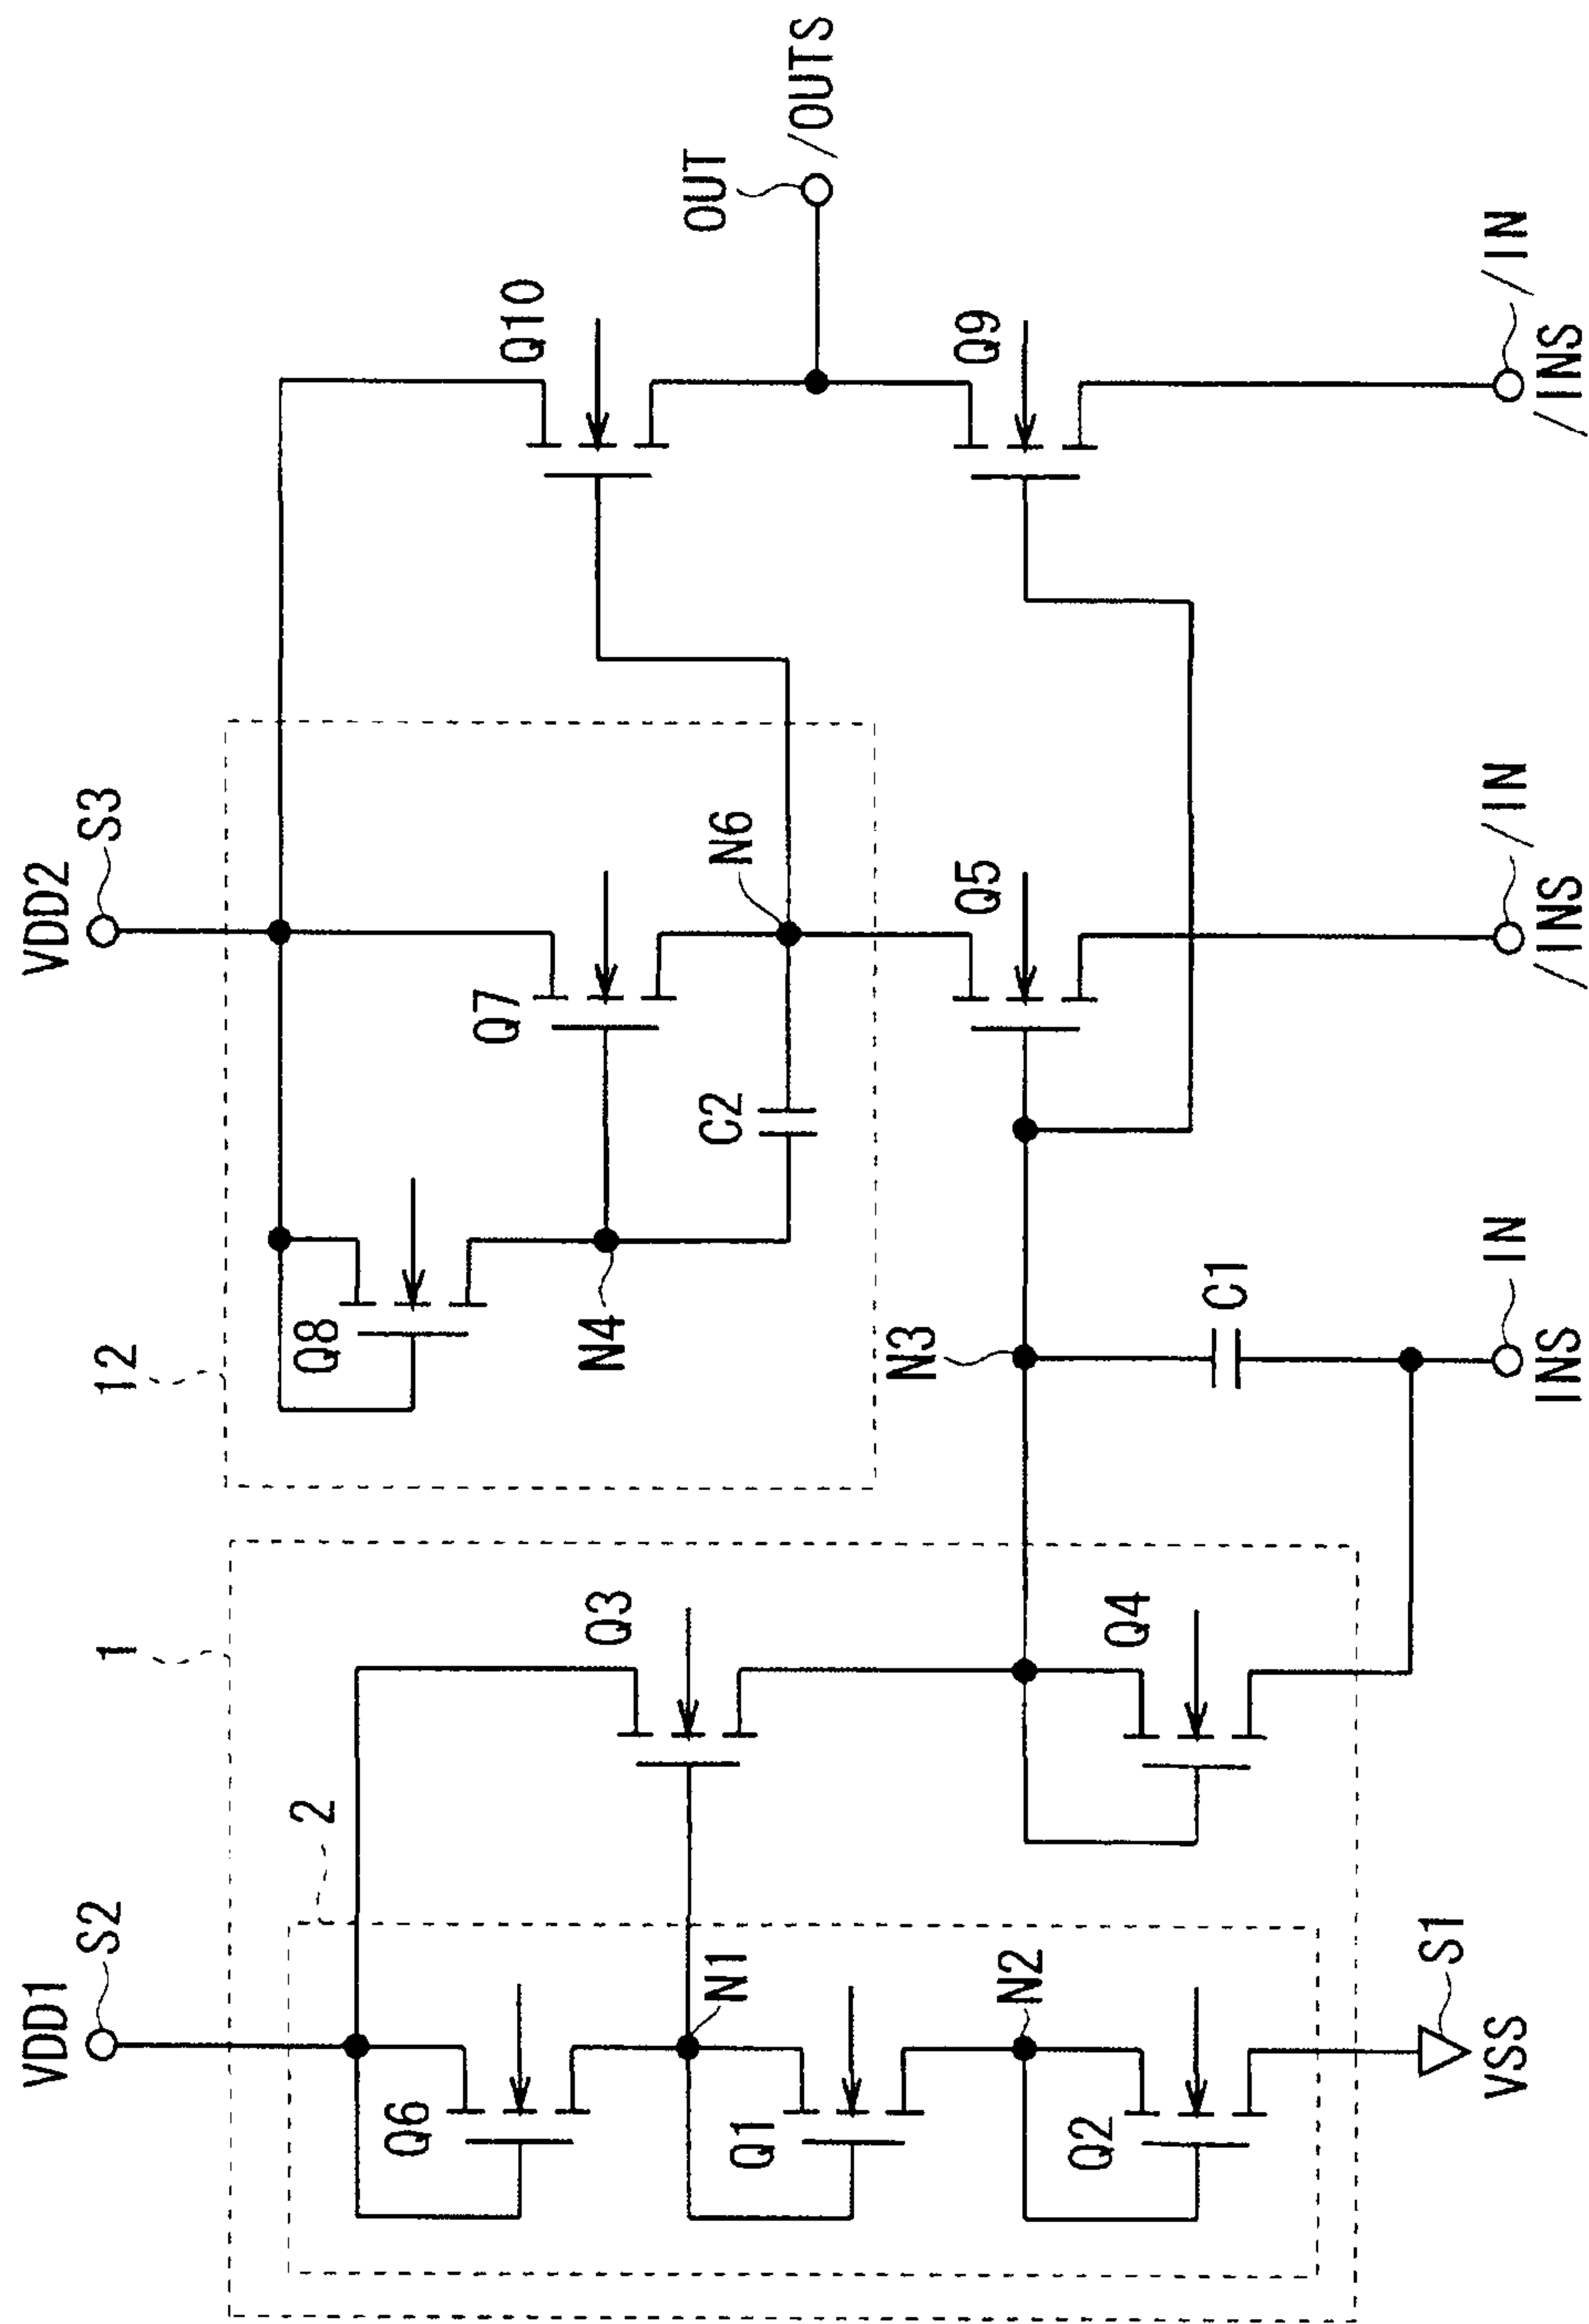 VDD1
S2
VDD2
S3
1
12
2
Q6
Q3
Q8
Q7
Q10
N1
N4
C2
N6
OUT
/OUTS
Q1
N2
Q2
Q4
N3
C1
Q5
Q9
VSS
S1
IN
INS
/IN
/INS
/IN
/INS